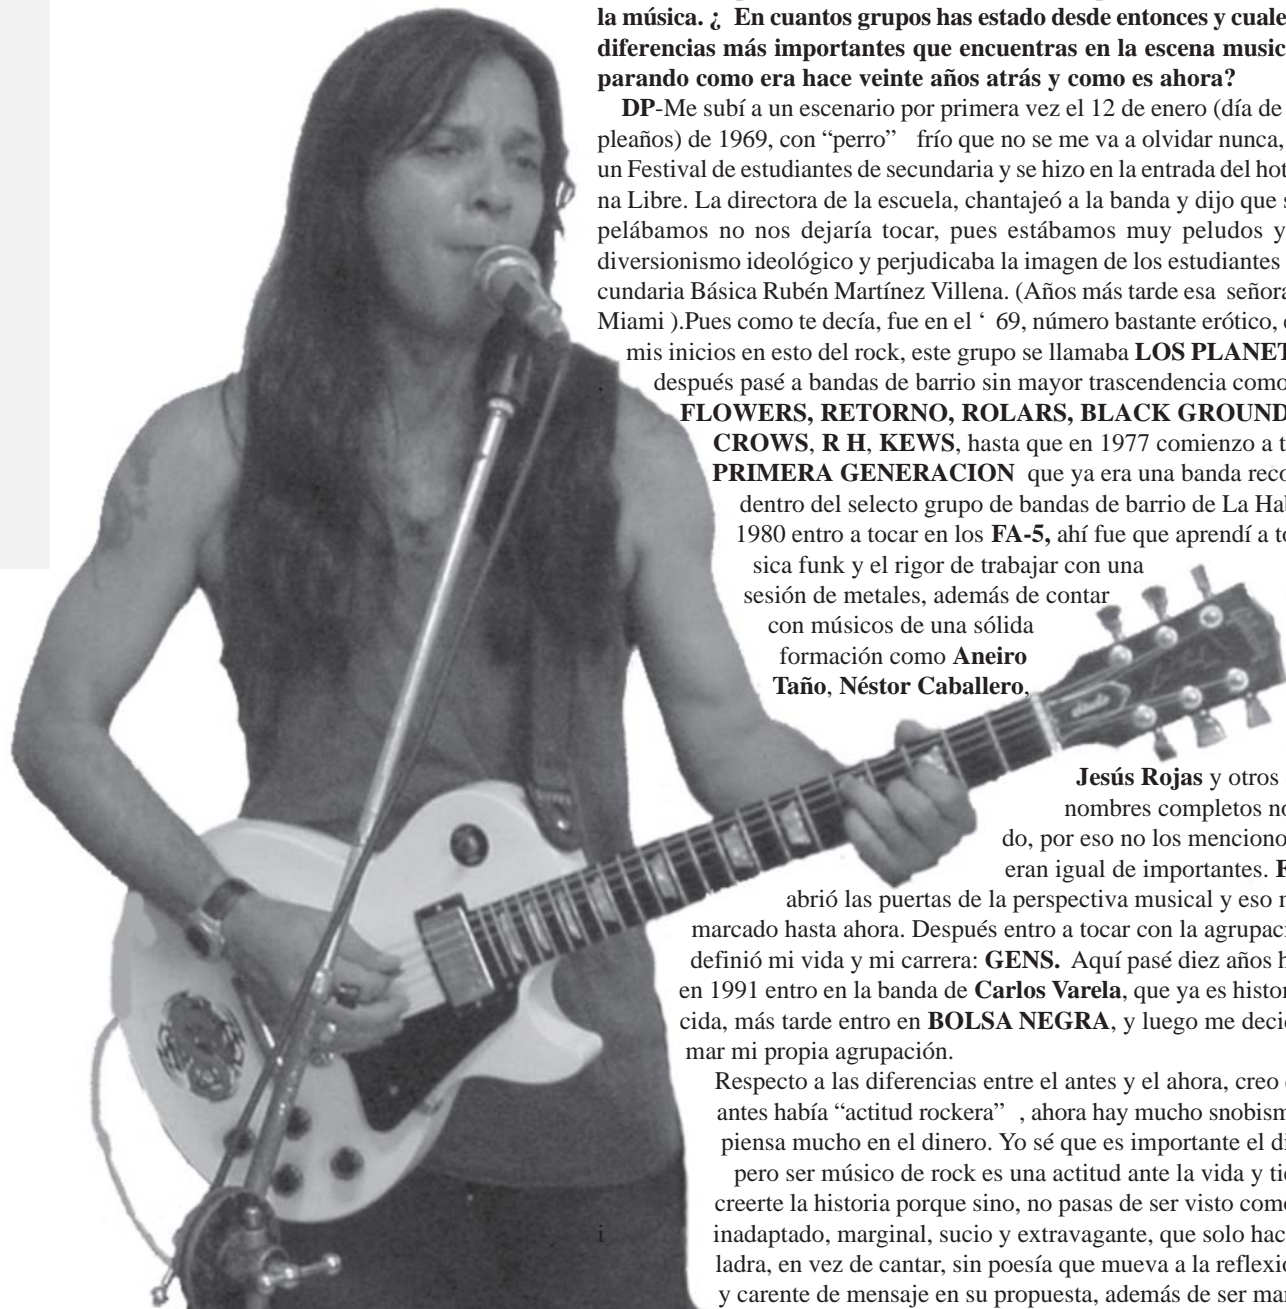 la música. ¿ En cuantos grupos has estado desde entonces y cuale
diferencias más importantes que encuentras en la escena music
parando como era hace veinte años atrás y como es ahora?
DP-Me subí a un escenario por primera vez el 12 de enero (día de
pleaños) de 1969, con “perro” frío que no se me va a olvidar nunca,
un Festival de estudiantes de secundaria y se hizo en la entrada del hot
na Libre. La directora de la escuela, chantajeó a la banda y dijo que s
pelábamos no nos dejaría tocar, pues estábamos muy peludos y
diversionismo ideológico y perjudicaba la imagen de los estudiantes
cundaria Básica Rubén Martínez Villena. (Años más tarde esa señora
Miami ).Pues como te decía, fue en el ‘ 69, número bastante erótico,
mis inicios en esto del rock, este grupo se llamaba LOS PLANET
después pasé a bandas de barrio sin mayor trascendencia como
FLOWERS, RETORNO, ROLARS, BLACK GROUND
CROWS, R H, KEWS, hasta que en 1977 comienzo a t
PRIMERA GENERACION que ya era una banda reco
dentro del selecto grupo de bandas de barrio de La Hal
1980 entro a tocar en los FA-5, ahí fue que aprendí a to
sica funk y el rigor de trabajar con una
sesión de metales, además de contar
con músicos de una sólida
formación como Aneiro
Taño, Néstor Caballero,
Jesús Rojas y otros
nombres completos no
do, por eso no los menciono
eran igual de importantes. F
abrió las puertas de la perspectiva musical y eso m
marcado hasta ahora. Después entro a tocar con la agrupaci
definió mi vida y mi carrera: GENS. Aquí pasé diez años h
en 1991 entro en la banda de Carlos Varela, que ya es histor
cida, más tarde entro en BOLSA NEGRA, y luego me decid
mar mi propia agrupación.
Respecto a las diferencias entre el antes y el ahora, creo
antes había “actitud rockera” , ahora hay mucho snobism
piensa mucho en el dinero. Yo sé que es importante el di
pero ser músico de rock es una actitud ante la vida y tie
creerte la historia porque sino, no pasas de ser visto como
i inadaptado, marginal, sucio y extravagante, que solo hac
ladra, en vez de cantar, sin poesía que mueva a la reflexió
y carente de mensaje en su propuesta, además de ser mar